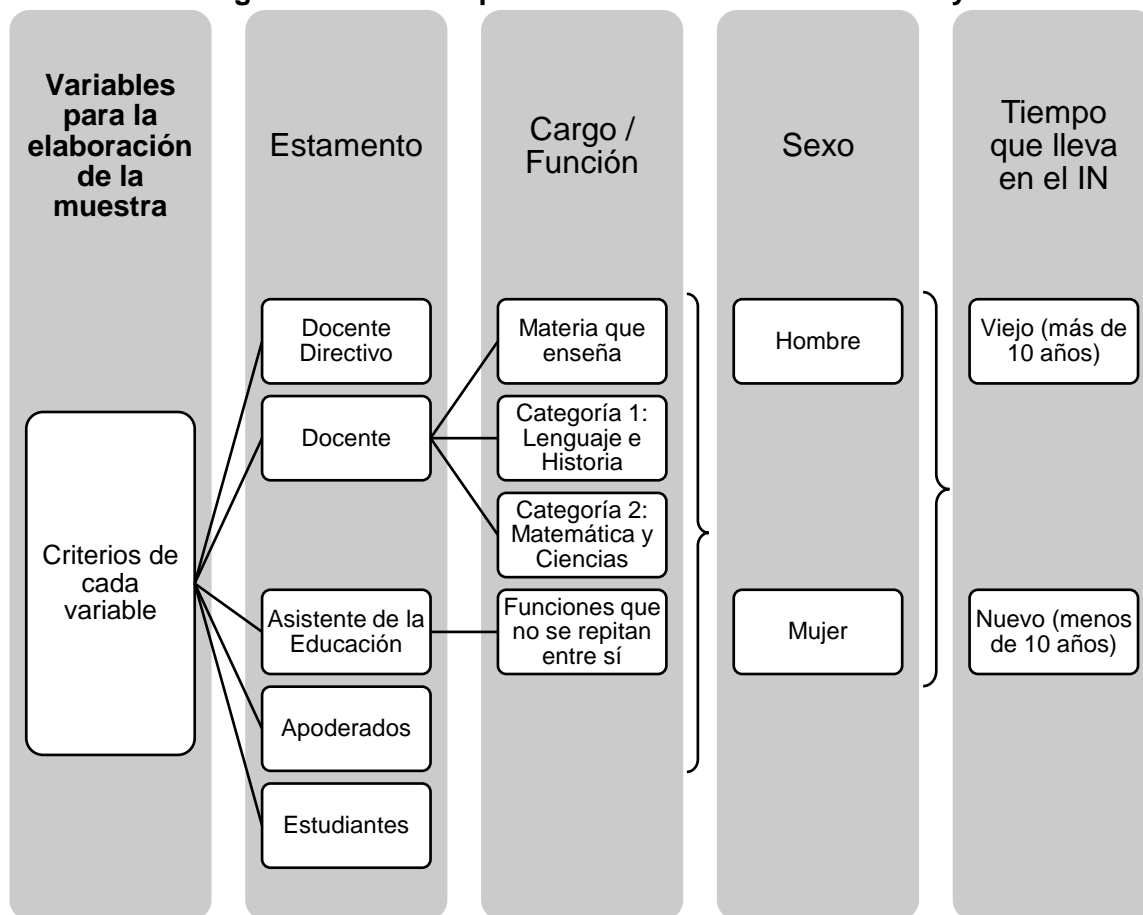 Variables
para la
elaboración
de la
muestra
Estamento
Cargo /
Función
Sexo
Tiempo
que lleva
en el IN
Criterios de
cada
variable
Docente
Directivo
Docente
Asistente de la
Educación
Apoderados
Estudiantes
Materia que
enseña
Categoría 1:
Lenguaje e
Historia
Categoría 2:
Matemática y
Ciencias
Funciones que
no se repitan
entre sí
Hombre
Mujer
Viejo (más de
10 años)
Nuevo (menos
de 10 años)